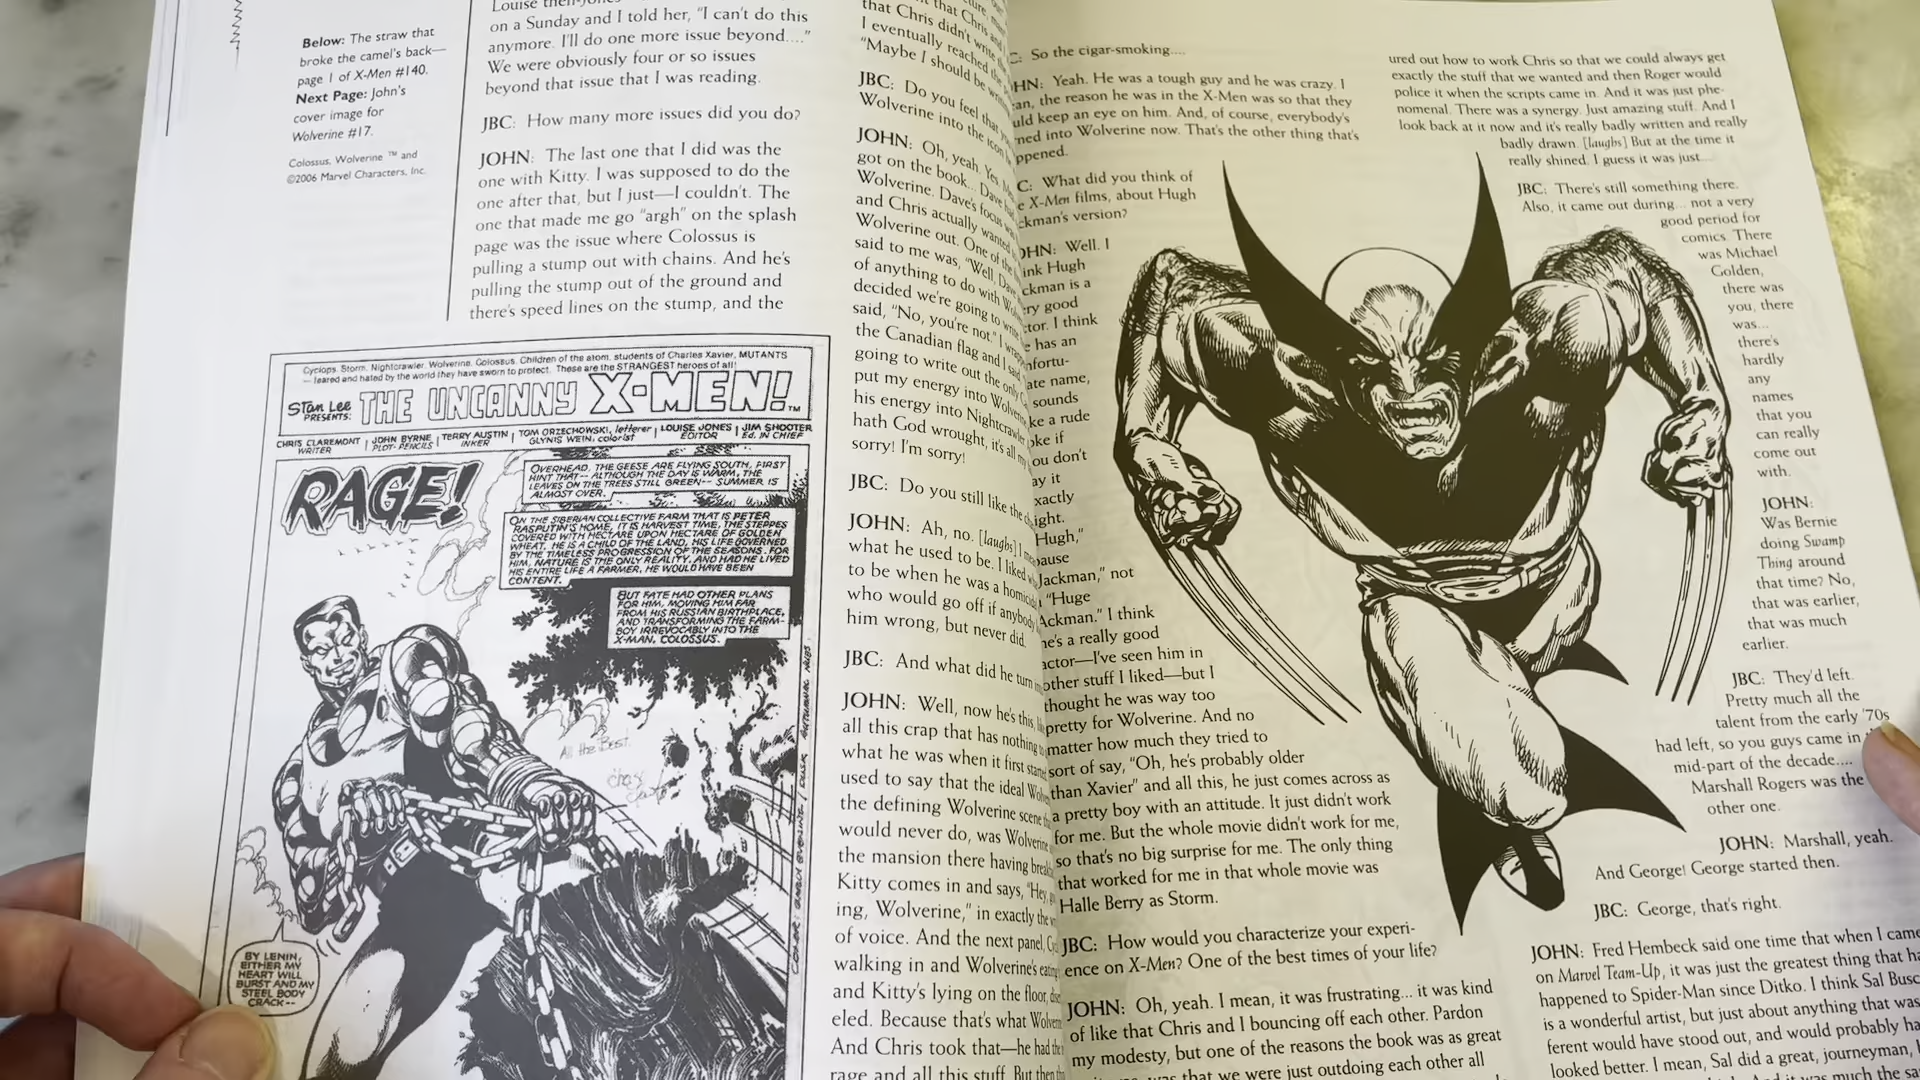 Below: The straw that
broke the camel's back—
page 1 of X-Men #140.
Next Page: John's
cover image for
Wolverine #17.
Colossus, Wolverine ™ and
©2006 Marvel Characters, Inc.
on a Sunday and I told her, "I can't do this
anymore. I'll do one more issue beyond...."
We were obviously four or so issues
beyond that issue that I was reading.
JBC: How many more issues did you do?
JOHN: The last one that I did was the
one with Kitty. I was supposed to do the
one after that, but I just—I couldn't. The
one that made me go "argh" on the splash
page was the issue where Colossus is
pulling a stump out with chains. And he's
pulling the stump out of the ground and
there's speed lines on the stump, and the
Cyclops. Storm. Nightcrawler. Wolverine. Colossus. Children of the atom, students of Charles Xavier, MUTANTS
— feared and hated by the world they have sworn to protect. These are the STRANGEST heroes of all!
Stan Lee
PRESENTS:
THE UNCANNY X-MEN!™
CHRIS CLAREMONT
WRITER
JOHN BYRNE
PLOT-PENCILS
TERRY AUSTIN
INKER
TOM ORZECHOWSKI, letterer
GLYNIS WEIN, colorist
LOUISE JONES
EDITOR
JIM SHOOTER
Ed. IN CHIEF
RAGE!
OVERHEAD, THE GEESE ARE FLYING SOUTH, FIRST
HINT THAT-- ALTHOUGH THE DAY IS WARM, THE
LEAVES ON THE TREES STILL GREEN-- SUMMER IS
ALMOST OVER.
ON THE SIBERIAN COLLECTIVE FARM THAT IS PETER
RASPUTIN'S HOME, IT IS HARVEST TIME, THE STEPPES
COVERED WITH HECTARE UPON HECTARE OF GOLDEN
WHEAT. HE IS A CHILD OF THE LAND, HIS LIFE GOVERNED
BY THE TIMELESS PROGRESSION OF THE SEASONS. FOR
HIM, NATURE IS THE ONLY REALITY, AND HAD HE LIVED
HIS ENTIRE LIFE A FARMER, HE WOULD HAVE BEEN
CONTENT.
BUT FATE HAD OTHER PLANS
FOR HIM, MOVING HIM FAR
FROM HIS RUSSIAN BIRTHPLACE,
AND TRANSFORMING THE FARM-
BOY IRREVOCABLY INTO THE
X-MAN, COLOSSUS.
All the Best.
BY LENIN,
EITHER MY
HEART WILL
BURST AND MY
STEEL BODY
CRACK--
that Chris didn't write the
I eventually reached the
"Maybe I should be
JBC: Do you feel that
Wolverine into the icon
JOHN: Oh, yeah. Yes.
got on the book... Dave
Wolverine. Dave's focus was
and Chris actually wanted
Wolverine out. One of the
said to me was, "Well, Dave
of anything to do with
decided we're going to write
said, "No, you're not."
the Canadian flag and I said
going to write out the only
put my energy into Wolverine
his energy into Nightcrawler
hath God wrought, it's all my
sorry! I'm sorry!
JBC: Do you still like the
JOHN: Ah, no. [laughs] I
what he used to be. I liked
to be when he was a
who would go off if anybody
him wrong, but never did.
JBC: And what did he turn
JOHN: Well, now he's this
all this crap that has nothing to
what he was when it first
used to say that the ideal
the defining Wolverine scene
would never do, was Wolverine
the mansion there having
Kitty comes in and says, "Hey,
ing, Wolverine," in exactly the
of voice. And the next panel,
walking in and Wolverine's
and Kitty's lying on the floor,
eled. Because that's what
And Chris took that—he had the
rage and all this stuff. But then
So the cigar-smoking....
Yeah. He was a tough guy and he was crazy. I
the reason he was in the X-Men was so that they
keep an eye on him. And, of course, everybody's
into Wolverine now. That's the other thing that's
What did you think of
X-Men films, about Hugh
version?
Well. I
Hugh
is a
good
I think
has an
name,
sounds
a rude
if
don't
it
"Hugh,"
Jackman," not
"Huge
Ackman." I think
he's a really good
actor—I've seen him in
other stuff I liked—but I
thought he was way too
pretty for Wolverine. And no
matter how much they tried to
sort of say, "Oh, he's probably older
than Xavier" and all this, he just comes across as
a pretty boy with an attitude. It just didn't work
for me. But the whole movie didn't work for me,
so that's no big surprise for me. The only thing
that worked for me in that whole movie was
Halle Berry as Storm.
JBC: How would you characterize your experi-
ence on X-Men? One of the best times of your life?
JOHN: Oh, yeah. I mean, it was frustrating... it was kind
of like that Chris and I bouncing off each other. Pardon
my modesty, but one of the reasons the book was as great
was that we were just outdoing each other all
ured out how to work Chris so that we could always get
exactly the stuff that we wanted and then Roger would
police it when the scripts came in. And it was just phe-
nomenal. There was a synergy. Just amazing stuff. And I
look back at it now and it's really badly written and really
badly drawn. [laughs] But at the time it
really shined. I guess it was just....
JBC: There's still something there.
Also, it came out during... not a very
good period for
comics. There
was Michael
Golden,
there was
you, there
was...
there's
hardly
any
names
that you
can really
come out
with.
JOHN:
Was Bernie
doing Swamp
Thing around
that time? No,
that was earlier,
that was much
earlier.
JBC: They'd left.
Pretty much all the
talent from the early '70s
had left, so you guys came in
mid-part of the decade....
Marshall Rogers was the
other one.
JOHN: Marshall, yeah.
And George! George started then.
JBC: George, that's right.
JOHN: Fred Hembeck said one time that when I came
on Marvel Team-Up, it was just the greatest thing that
happened to Spider-Man since Ditko. I think Sal
is a wonderful artist, but just about anything that was
ferent would have stood out, and would probably
looked better. I mean, Sal did a great, journeyman,